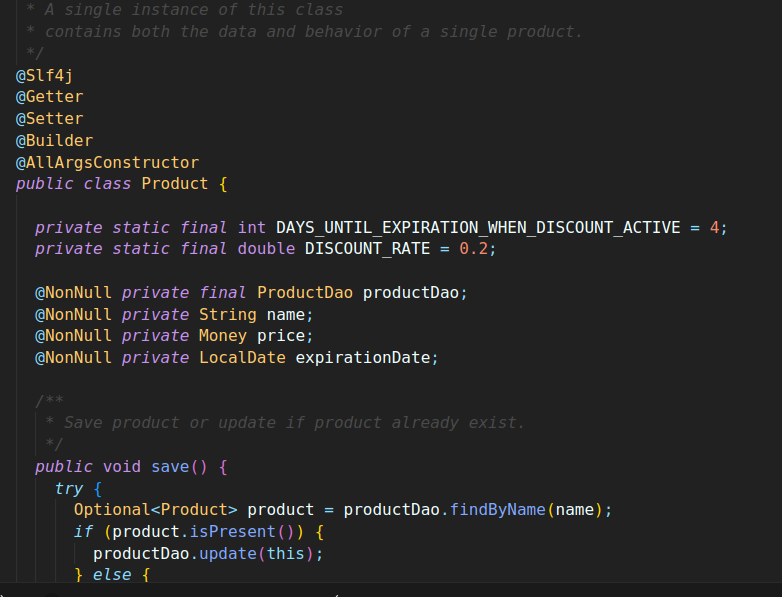 * A single instance of this class
* contains both the data and behavior of a single product.
*/
@Slf4j
@Getter
@Setter
@Builder
@AllArgsConstructor
public class Product {
private static final int DAYS_UNTIL_EXPIRATION_WHEN_DISCOUNT_ACTIVE = 4;
private static final double DISCOUNT_RATE = 0.2;
@NonNull private final ProductDao productDao;
@NonNull private String name;
@NonNull private Money price;
@NonNull private LocalDate expirationDate;
/**
* Save product or update if product already exist.
*/
public void save() {
try {
Optional<Product> product = productDao.findByName(name);
if (product.isPresent()) {
productDao.update(this);
} else {